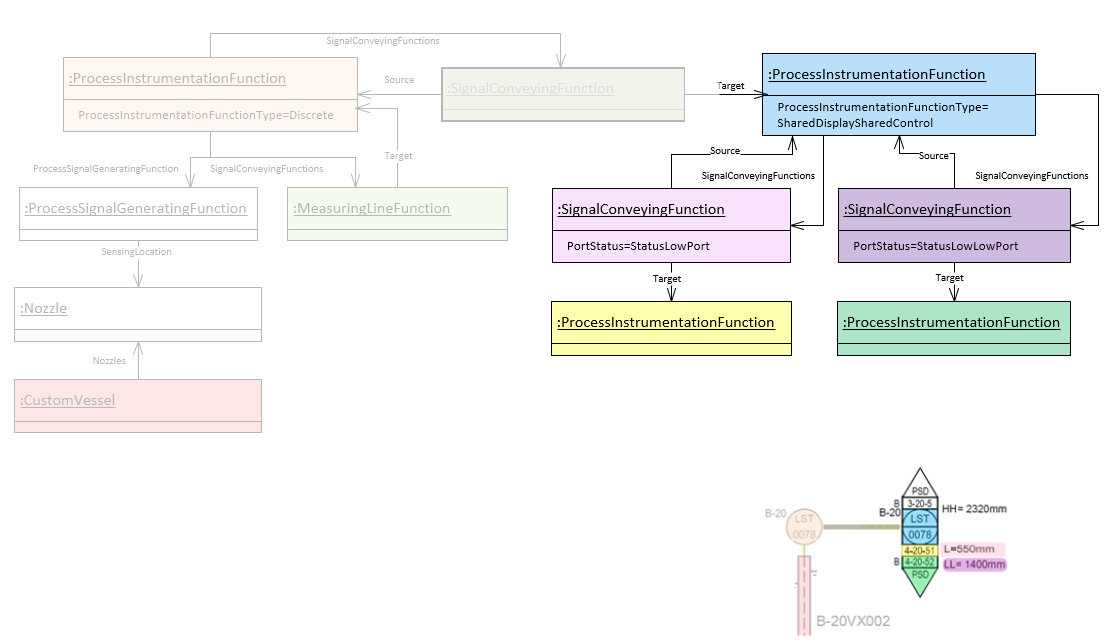 SignalConveyingFunctions
:ProcessInstrumentationFunction
ProcessInstrumentationFunctionType=Discrete
Source
:SignalConveyingFunction
Target
:ProcessInstrumentationFunction
ProcessInstrumentationFunctionType=
SharedDisplaySharedControl
Target
ProcessSignalGeneratingFunction
SignalConveyingFunctions
Source
SignalConveyingFunctions
Source
SignalConveyingFunctions
:ProcessSignalGeneratingFunction
:MeasuringLineFunction
:SignalConveyingFunction
PortStatus=StatusLowPort
:SignalConveyingFunction
PortStatus=StatusLowLowPort
SensingLocation
Target
Target
:Nozzle
:ProcessInstrumentationFunction
:ProcessInstrumentationFunction
Nozzles
:CustomVessel
PSD
B
3-20-5
HH= 2320mm
B-20
LST
0078
B-20
LST
0078
4-20-51
L=550mm
B
4-20-52
LL= 1400mm
PSD
B-20VX002